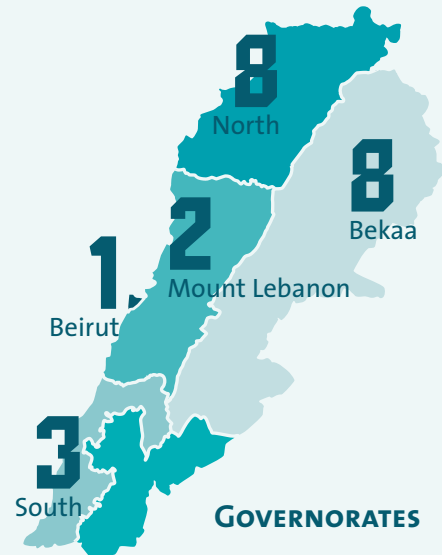 8
North
8
Bekaa
2
Mount Lebanon
1
Beirut
3
South
GOVERNORATES